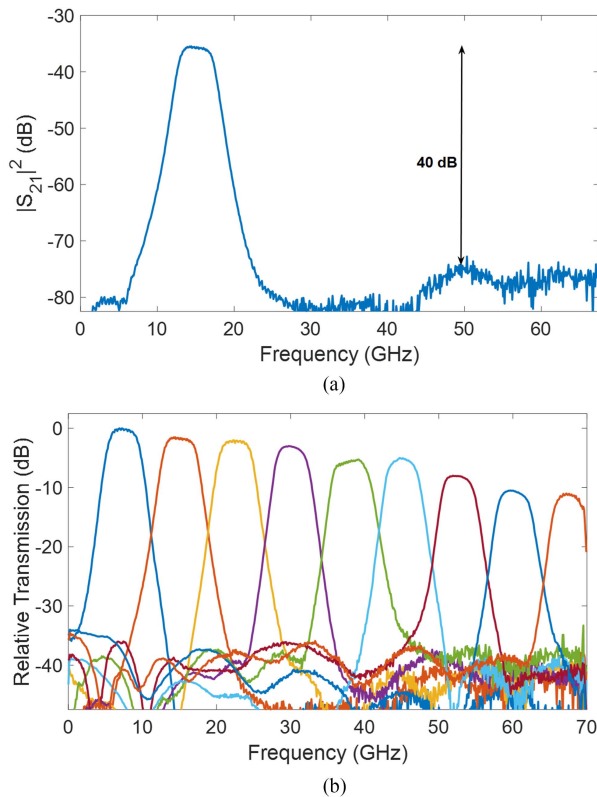 -30
-40
-50
-60
-70
-80
|S21|² (dB)
40 dB
0 10 20 30 40 50 60
Frequency (GHz)
(a)
0
-10
-20
-30
-40
Relative Transmission (dB)
0 10 20 30 40 50 60 70
Frequency (GHz)
(b)